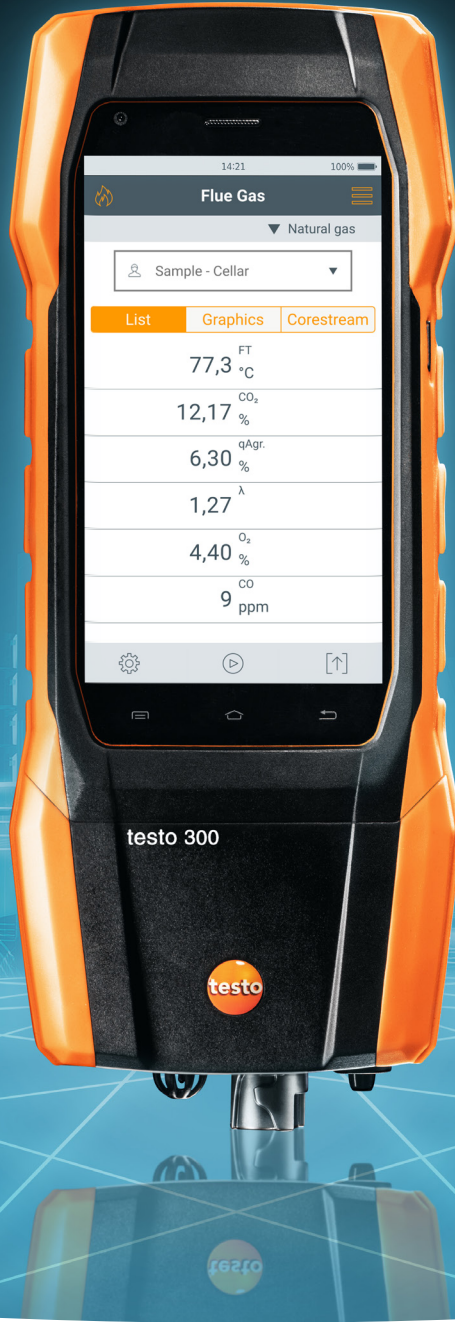 14:21 100%
Flue Gas
▼ Natural gas
Sample - Cellar ▼
List Graphics Corestream
77,3 FT °C
12,17 CO₂ %
6,30 qAgr. %
1,27 λ
4,40 O₂ %
9 CO ppm
testo 300
testo
testo